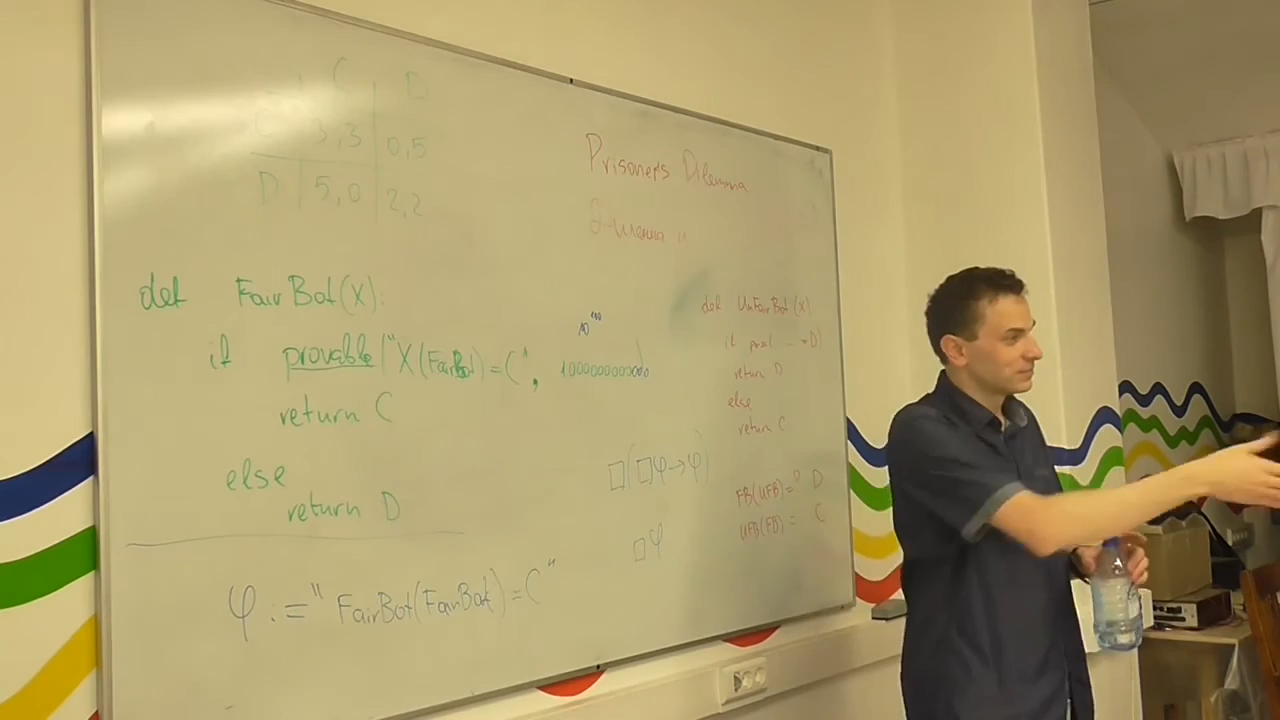 C D
C 3,3 0,5
D 5,0 2,2
Prisoner's Dilemma
def FairBot(X):
if provable("X(FairBot)=C",
10¹⁰⁰
return C
else
return D
φ := "FairBot(FairBot)=C"
def UnFairBot(X)
→D)
return D
else
return C
□(□φ→φ)
□φ
FB(UFB)=? D
UFB(FB)= C